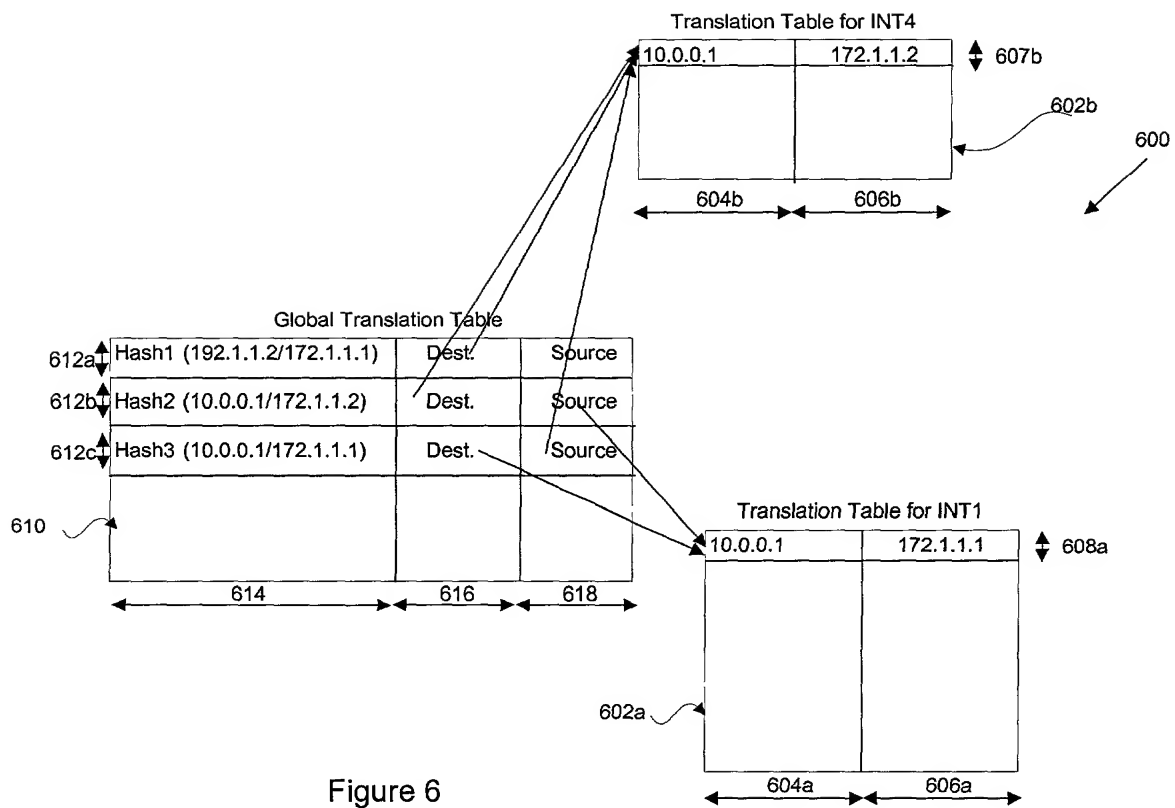 Translation Table for INT4
10.0.0.1 172.1.1.2 607b
602b
600
604b 606b
Global Translation Table
612a Hash1 (192.1.1.2/172.1.1.1) Dest. Source
612b Hash2 (10.0.0.1/172.1.1.2) Dest. Source
612c Hash3 (10.0.0.1/172.1.1.1) Dest. Source
610
Translation Table for INT1
10.0.0.1 172.1.1.1 608a
614 616 618
602a
604a 606a
Figure 6